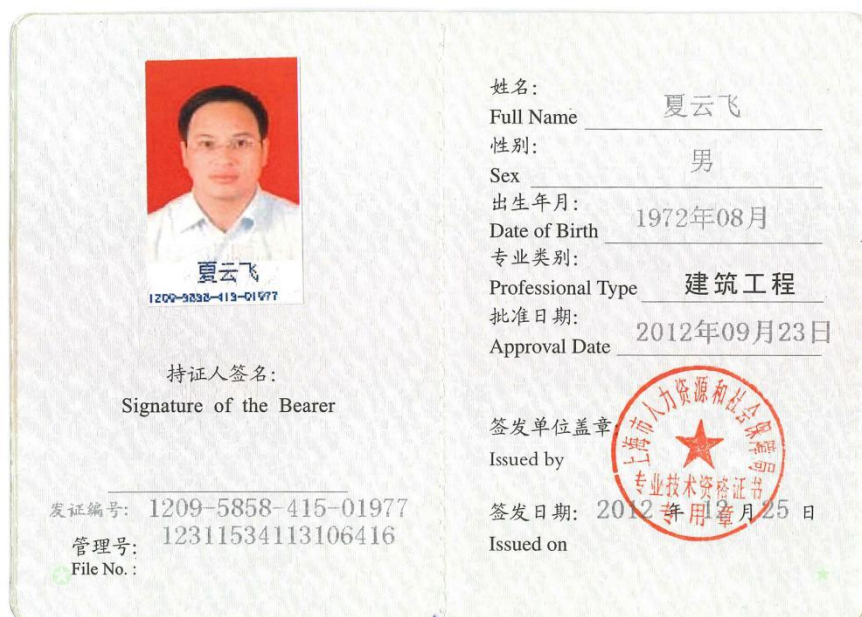 夏云飞
1209-5858-415-01977
持证人签名:
Signature of the Bearer
发证编号: 1209-5858-415-01977
管理号: 12311534113106416
File No. :
姓名: 夏云飞
Full Name
性别: 男
Sex
出生年月: 1972年08月
Date of Birth
专业类别: 建筑工程
Professional Type
批准日期: 2012年09月23日
Approval Date
签发单位盖章:
Issued by
上海市人力资源和社会保障局
专业技术资格证书
专用章
签发日期: 2012 年 12 月 25 日
Issued on